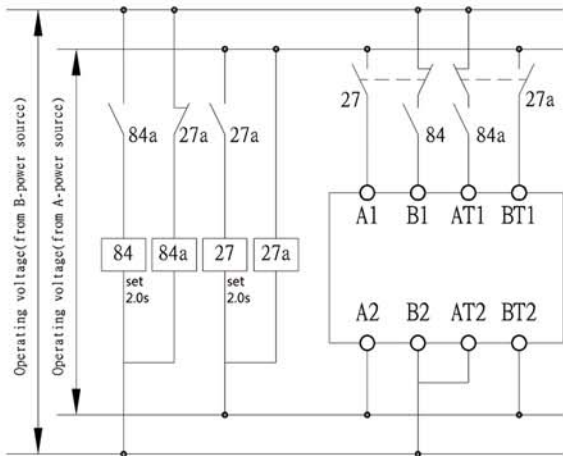 Operating voltage(from B-power source)
Operating voltage(from A-power source)
84a
27a
27a
27
84
84a
27a
84
84a
27
27a
set
2.0s
set
2.0s
A1
B1
AT1
BT1
A2
B2
AT2
BT2